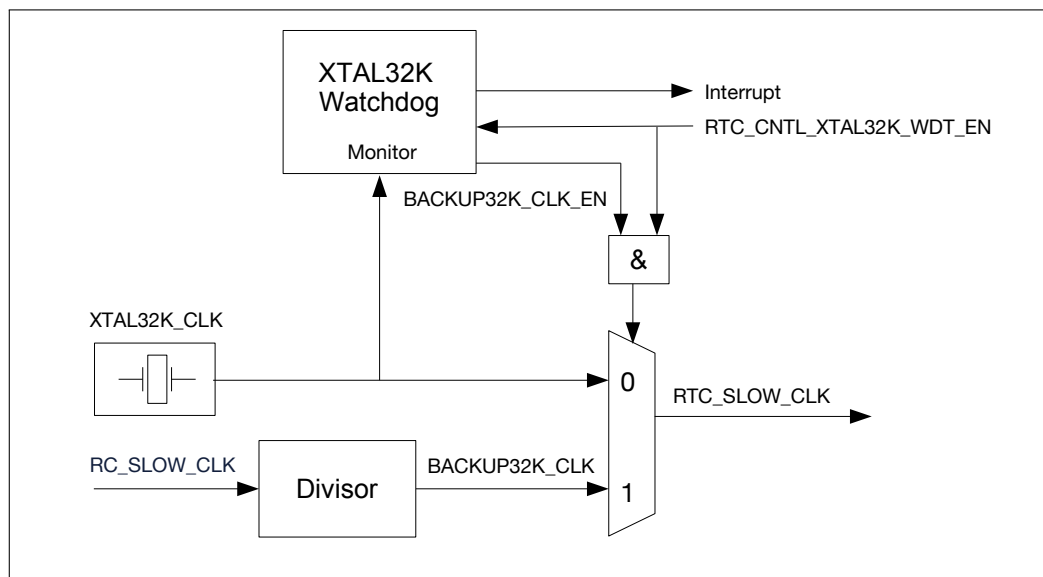 XTAL32K
Watchdog
Interrupt
RTC_CNTL_XTAL32K_WDT_EN
Monitor
BACKUP32K_CLK_EN
&
XTAL32K_CLK
0
RTC_SLOW_CLK
RC_SLOW_CLK
Divisor
BACKUP32K_CLK
1